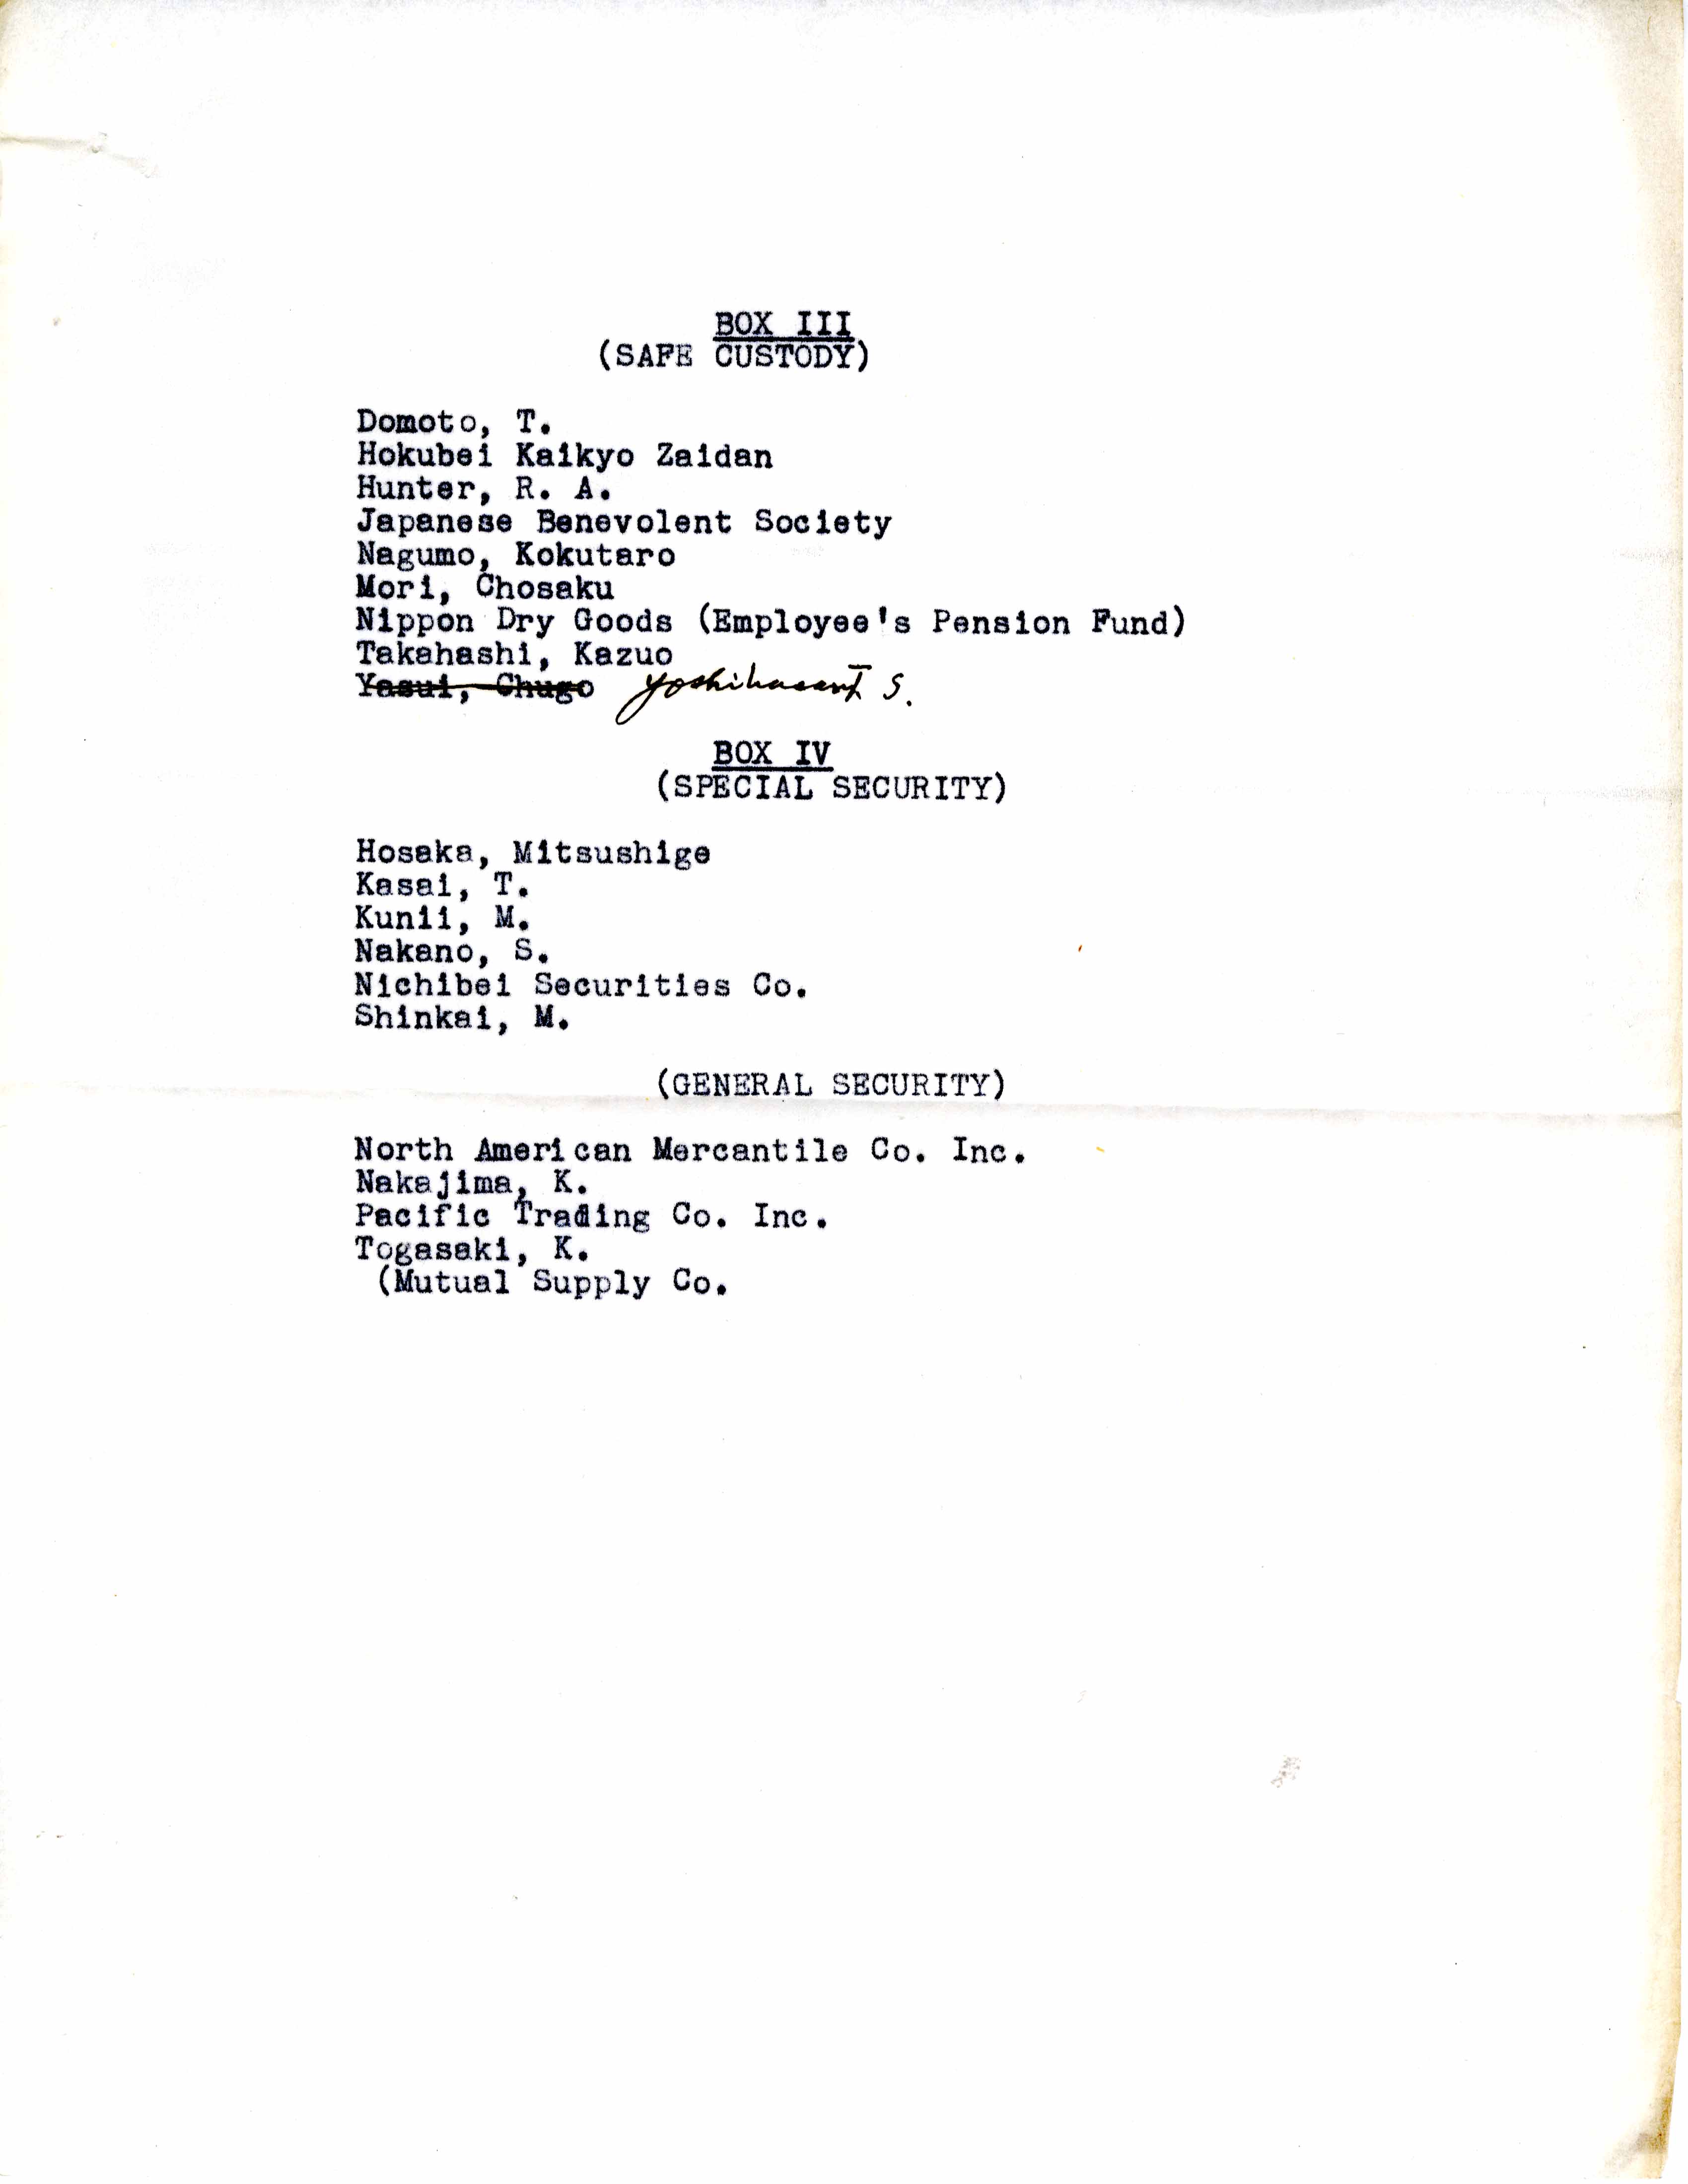 BOX III
(SAFE CUSTODY)
Domoto, T.
Hokubei Kaikyo Zaidan
Hunter, R. A.
Japanese Benevolent Society
Nagumo, Kokutaro
Mori, Chosaku
Nippon Dry Goods (Employee's Pension Fund)
Takahashi, Kazuo
Yasui, Chugo S.
BOX IV
(SPECIAL SECURITY)
Hosaka, Mitsushige
Kasai, T.
Kunii, M.
Nakano, S.
Nichibei Securities Co.
Shinkai, M.
(GENERAL SECURITY)
North American Mercantile Co. Inc.
Nakajima, K.
Pacific Trading Co. Inc.
Togasaki, K.
(Mutual Supply Co.